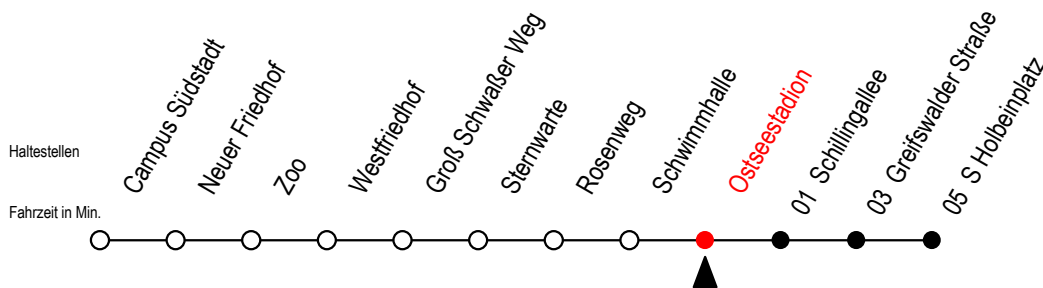 Haltestellen
Fahrzeit in Min.
Campus Südstadt
Neuer Friedhof
Zoo
Westfriedhof
Groß Schwaßer Weg
Sternwarte
Rosenweg
Schwimmhalle
Ostseestadion
01 Schillingallee
03 Greifswalder Straße
05 S Holbeinplatz